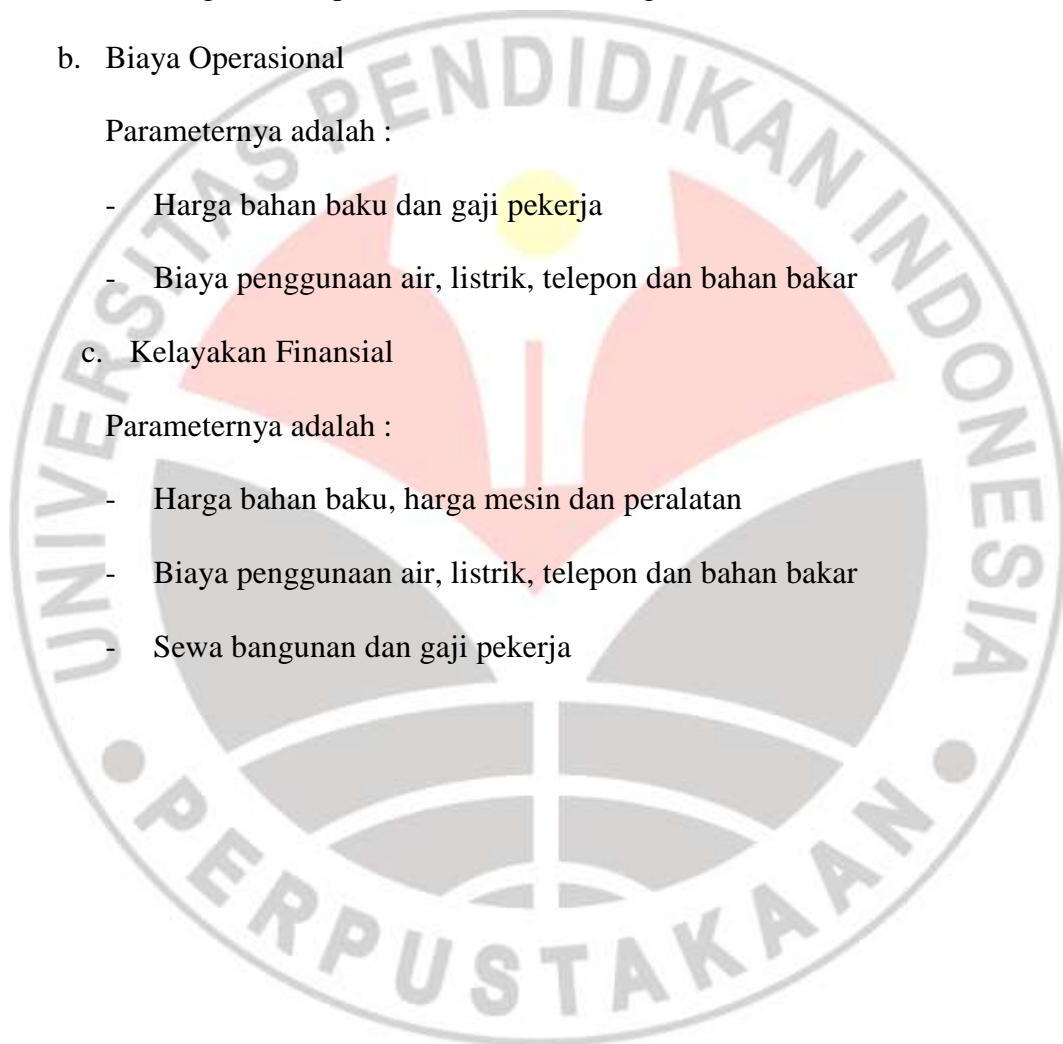 b. Biaya Operasional
Parameternya adalah :
- Harga bahan baku dan gaji pekerja
- Biaya penggunaan air, listrik, telepon dan bahan bakar
c. Kelayakan Finansial
Parameternya adalah :
- Harga bahan baku, harga mesin dan peralatan
- Biaya penggunaan air, listrik, telepon dan bahan bakar
- Sewa bangunan dan gaji pekerja
UNIVERSITAS PENDIDIKAN INDONESIA
PERPUSTAKAAN